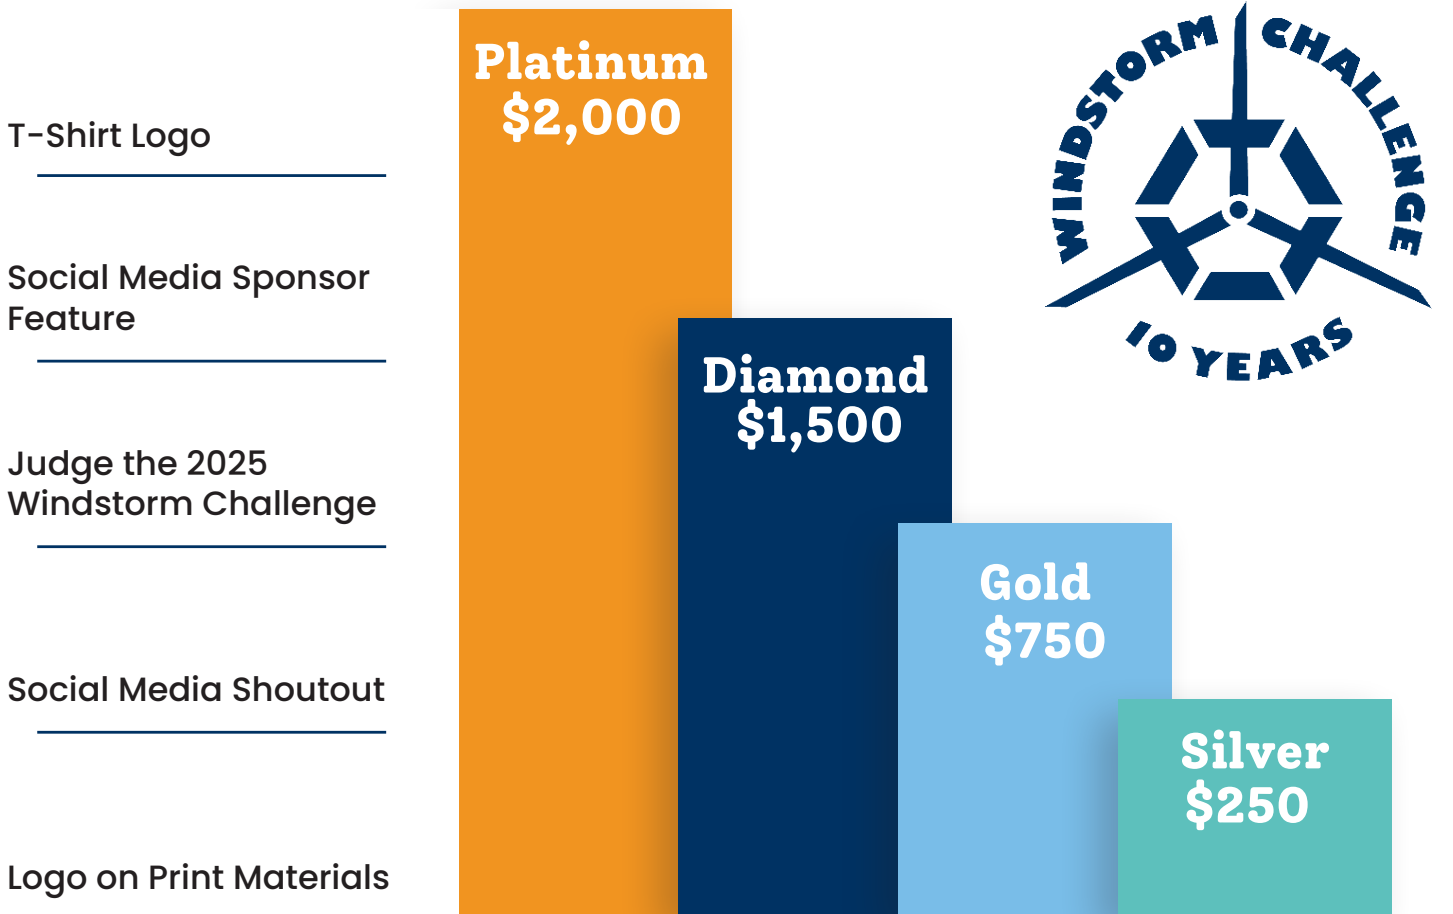 T-Shirt Logo
Social Media Sponsor
Feature
Judge the 2025
Windstorm Challenge
Social Media Shoutout
Logo on Print Materials
Platinum
$2,000
Diamond
$1,500
Gold
$750
Silver
$250
WINDSTORM CHALLENGE
10 YEARS